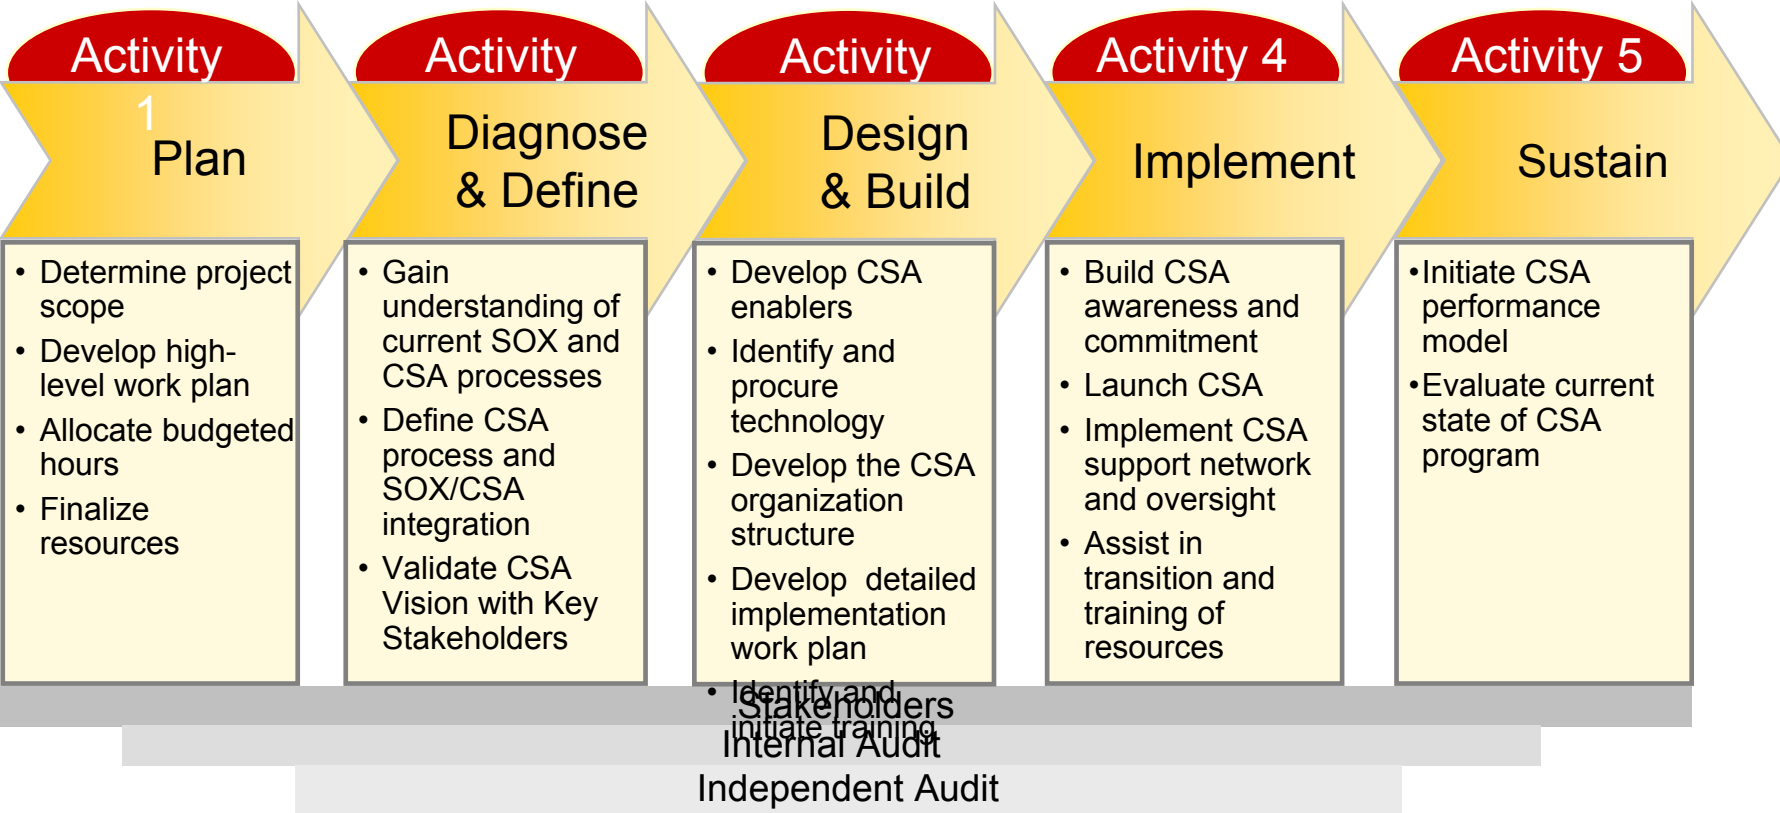 Activity
1
Plan
• Determine project
scope
• Develop high-
level work plan
• Allocate budgeted
hours
• Finalize
resources
Activity
Diagnose
& Define
• Gain
understanding of
current SOX and
CSA processes
• Define CSA
process and
SOX/CSA
integration
• Validate CSA
Vision with Key
Stakeholders
Activity
Design
& Build
• Develop CSA
enablers
• Identify and
procure
technology
• Develop the CSA
organization
structure
• Develop  detailed
implementation
work plan
• Identify and
initiate training
Activity 4
Implement
• Build CSA
awareness and
commitment
• Launch CSA
• Implement CSA
support network
and oversight
• Assist in
transition and
training of
resources
Activity 5
Sustain
•Initiate CSA
performance
model
•Evaluate current
state of CSA
program
Stakeholders
Internal Audit
Independent Audit